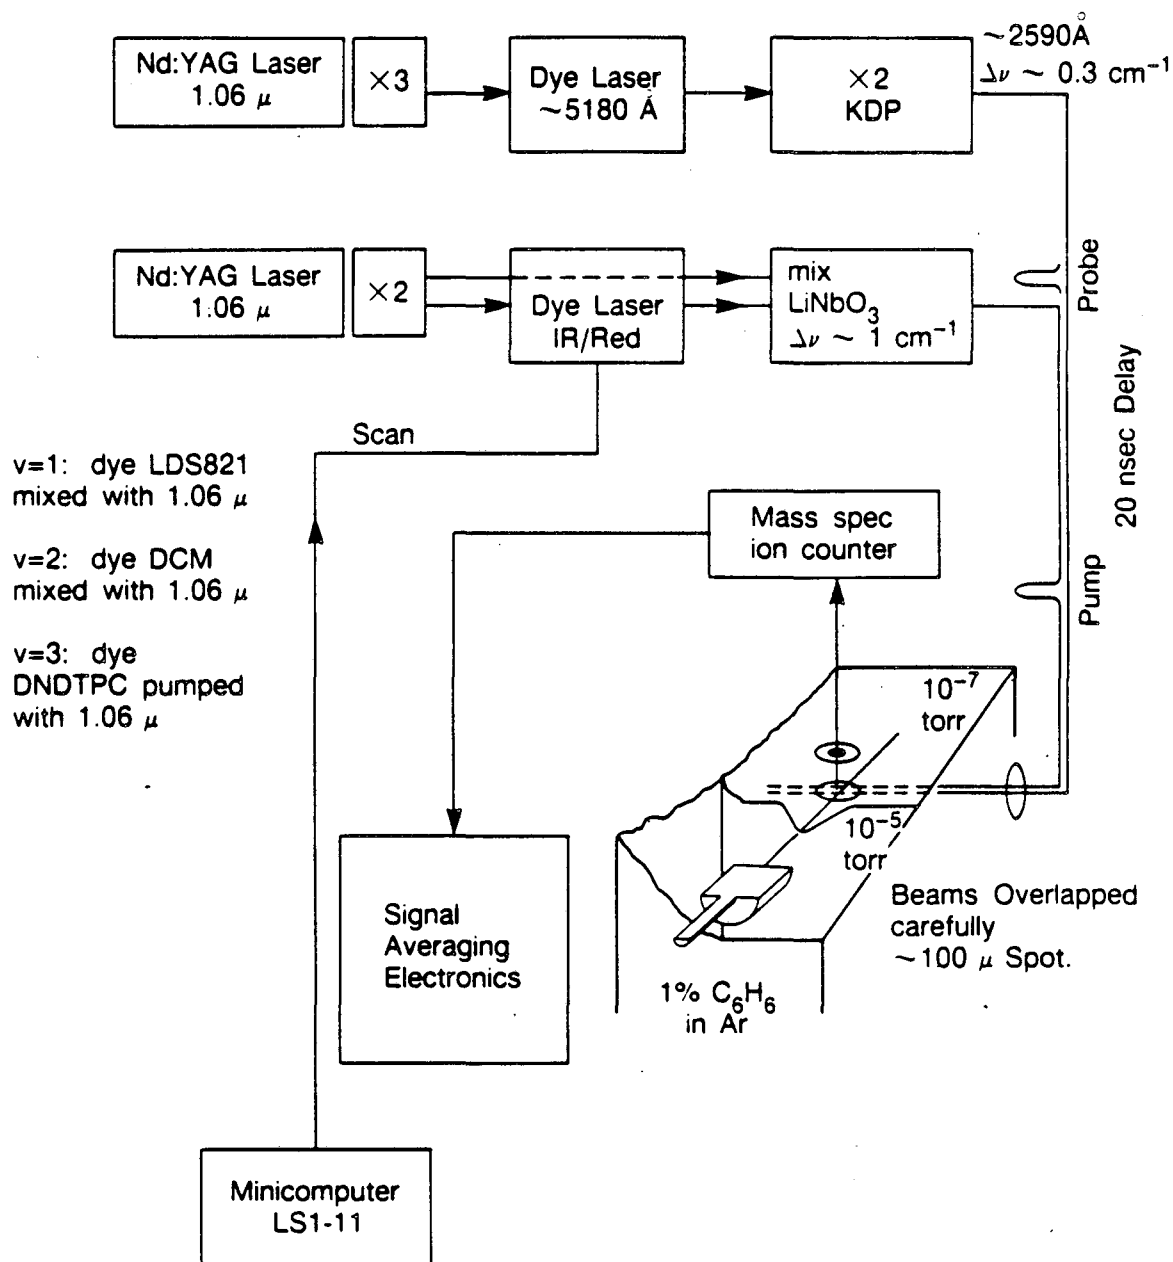 Nd:YAG Laser
1.06 μ
×3
Dye Laser
~5180 Å
×2
KDP
~2590Å
Δν ~ 0.3 cm⁻¹
Nd:YAG Laser
1.06 μ
×2
Dye Laser
IR/Red
mix
LiNbO₃
Δν ~ 1 cm⁻¹
Probe
20 nsec Delay
Pump
Scan
v=1: dye LDS821
mixed with 1.06 μ
v=2: dye DCM
mixed with 1.06 μ
v=3: dye
DNDTPC pumped
with 1.06 μ
Mass spec
ion counter
10⁻⁷
torr
10⁻⁵
torr
Beams Overlapped
carefully
~100 μ Spot.
Signal
Averaging
Electronics
1% C₆H₆
in Ar
Minicomputer
LS1-11